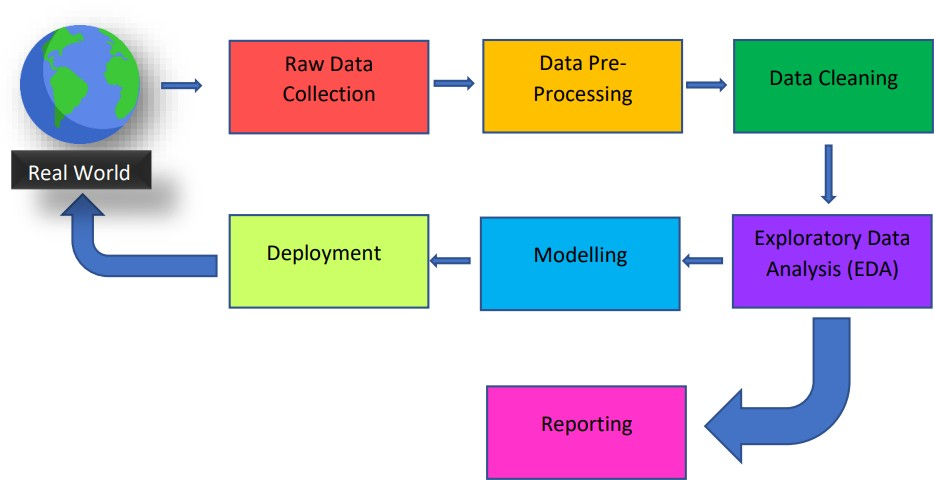 Real World
Raw Data
Collection
Data Pre-
Processing
Data Cleaning
Exploratory Data
Analysis (EDA)
Modelling
Deployment
Reporting